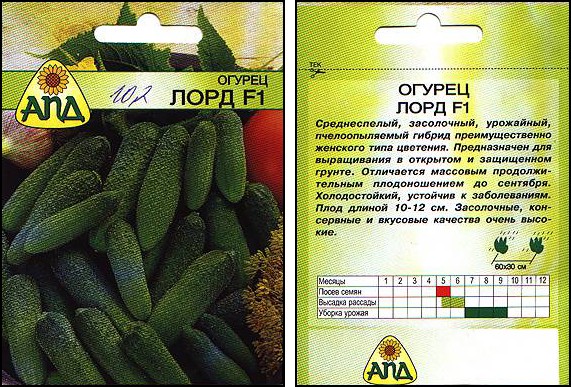 АПД
ОГУРЕЦ
ЛОРД F1
ТЕК
ОГУРЕЦ
ЛОРД F1
Среднеспелый, засолочный, урожайный,
пчелоопыляемый гибрид преимущественно
женского типа цветения. Предназначен для
выращивания в открытом и защищенном
грунте. Отличается массовым продолжи-
тельным плодоношением до сентября.
Холодостойкий, устойчив к заболеваниям.
Плод длиной 10-12 см. Засолочные, кон-
сервные и вкусовые качества очень высо-
кие.
60х30 см
Месяцы 1 2 3 4 5 6 7 8 9 10 11 12
Посев семян
Высадка рассады
Уборка урожая
АПД